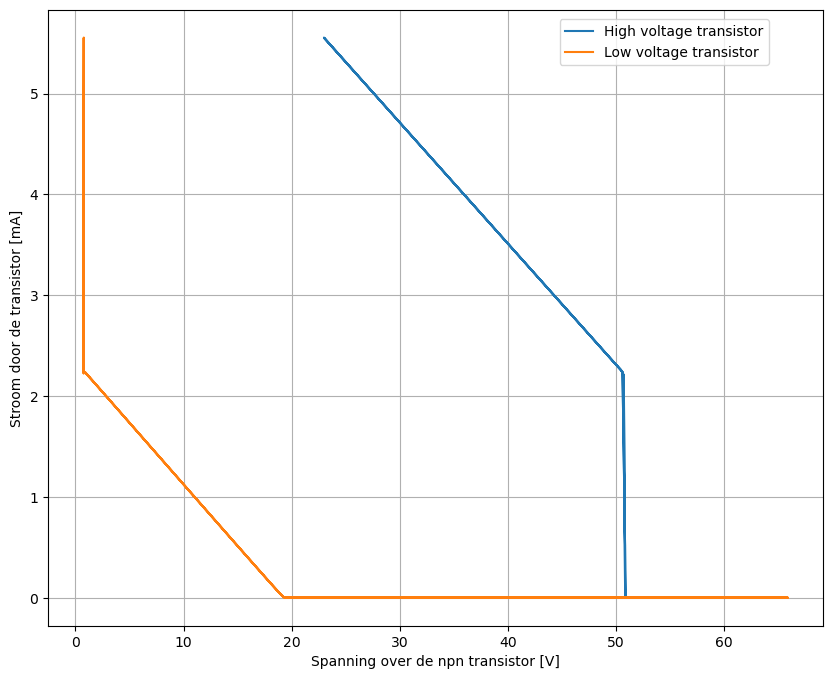 High voltage transistor
Low voltage transistor
Stroom door de transistor [mA]
5
4
3
2
1
0
0 10 20 30 40 50 60
Spanning over de npn transistor [V]